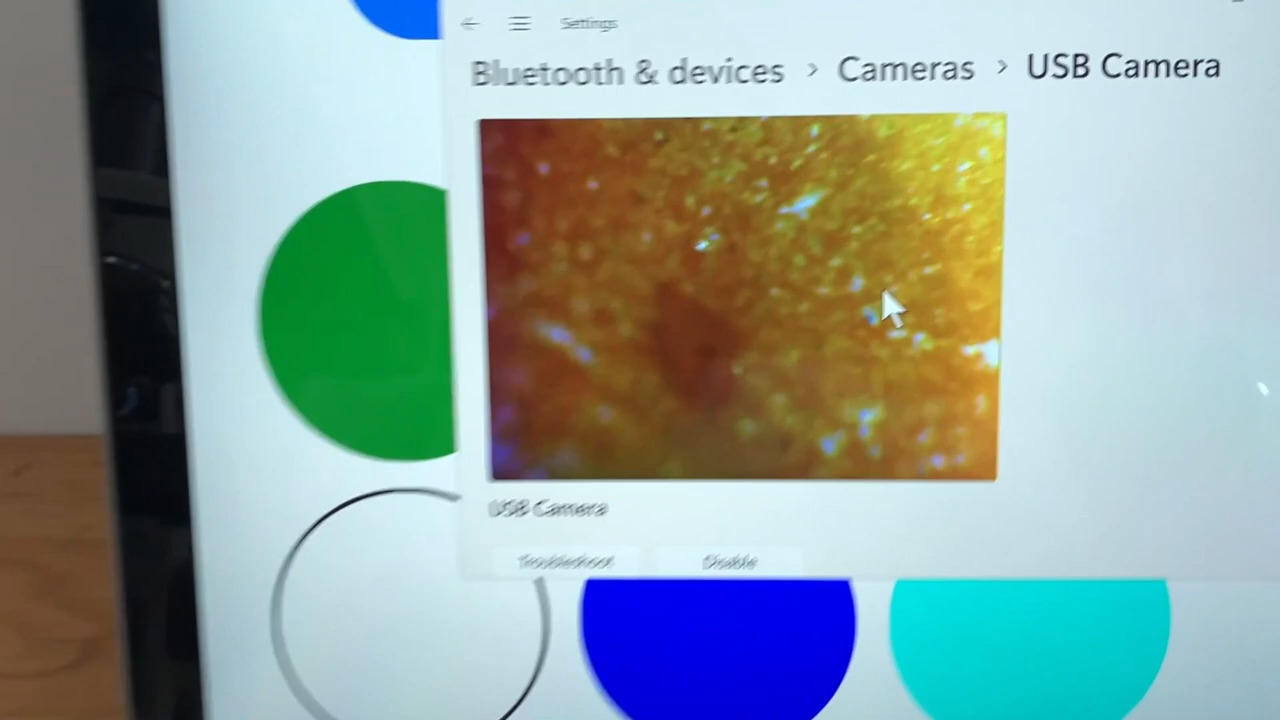 Settings
Bluetooth & devices > Cameras > USB Camera
USB Camera
Troubleshoot Disable